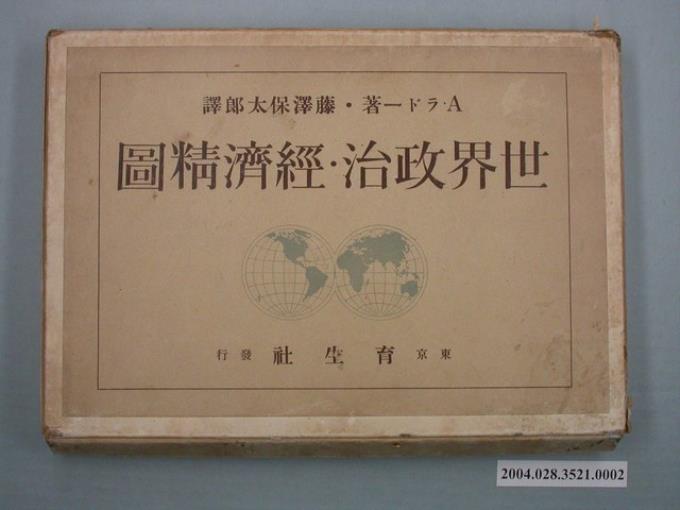 A・ラドー著・藤澤保太郎譯
世界政治・經濟精圖
東京 育生社 發行
2004.028.3521.0002